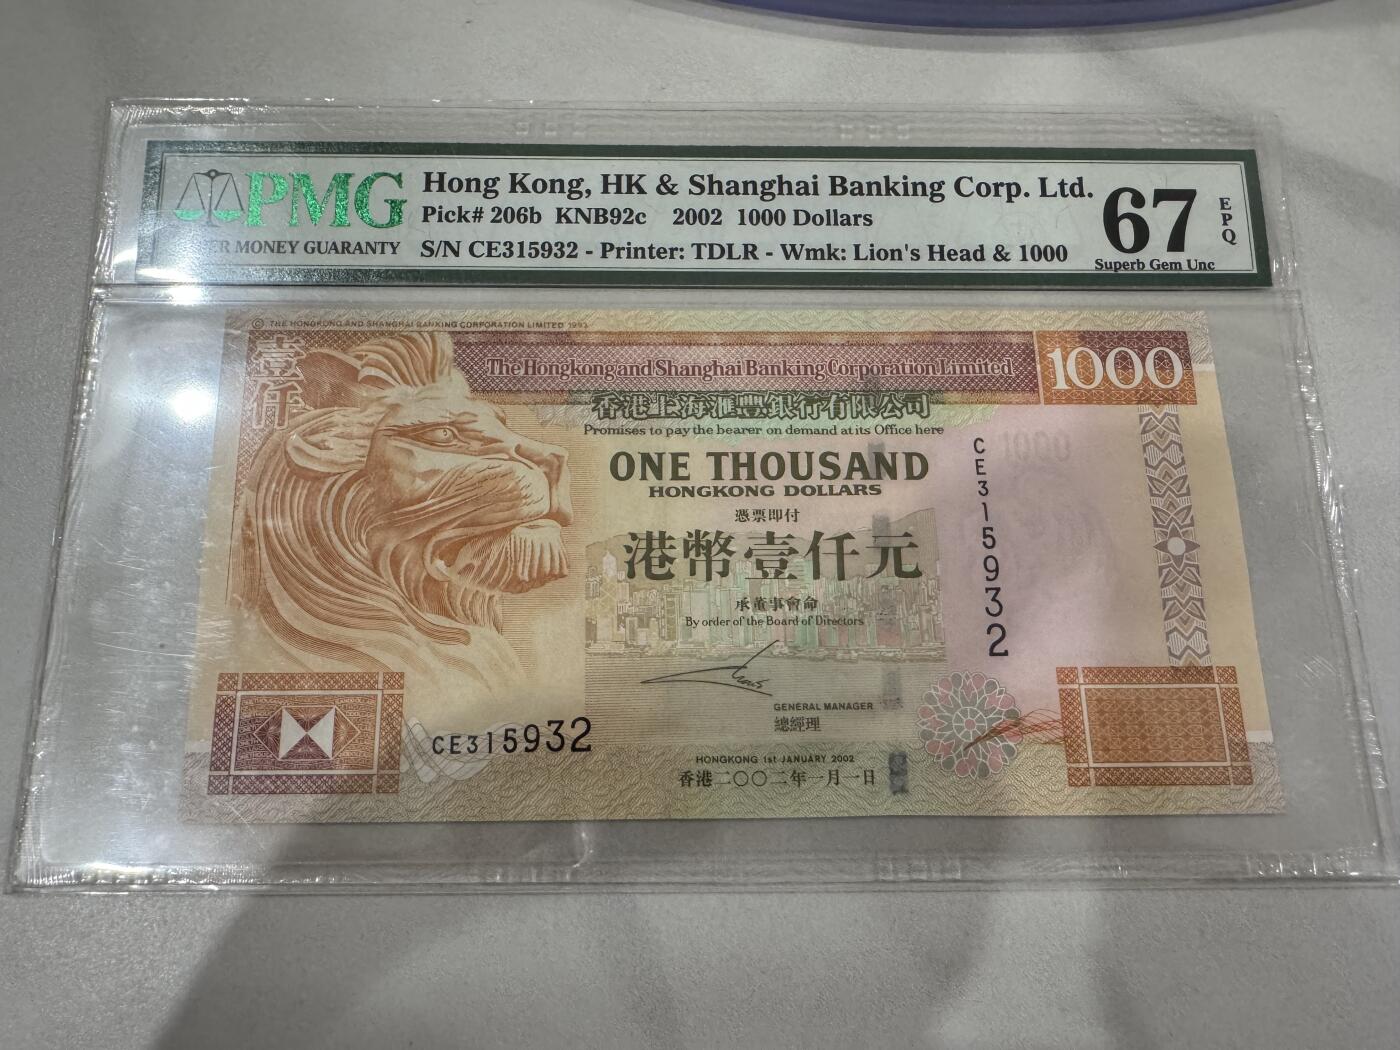 PMG
ER MONEY GUARANTY
Hong Kong, HK & Shanghai Banking Corp. Ltd.
Pick# 206b KNB92c 2002 1000 Dollars
S/N CE315932 - Printer: TDLR - Wmk: Lion's Head & 1000
67
EPQ
Superb Gem Unc
© THE HONGKONG AND SHANGHAI BANKING CORPORATION LIMITED 1993
壹仟
The Hongkong and Shanghai Banking Corporation Limited
1000
香港上海滙豐銀行有限公司
Promises to pay the bearer on demand at its Office here
ONE THOUSAND
HONGKONG DOLLARS
憑票即付
港幣壹仟元
承董事會命
By order of the Board of Directors
CE315932
GENERAL MANAGER
總經理
CE315932
HONGKONG 1st JANUARY 2002
香港二〇〇二年一月一日